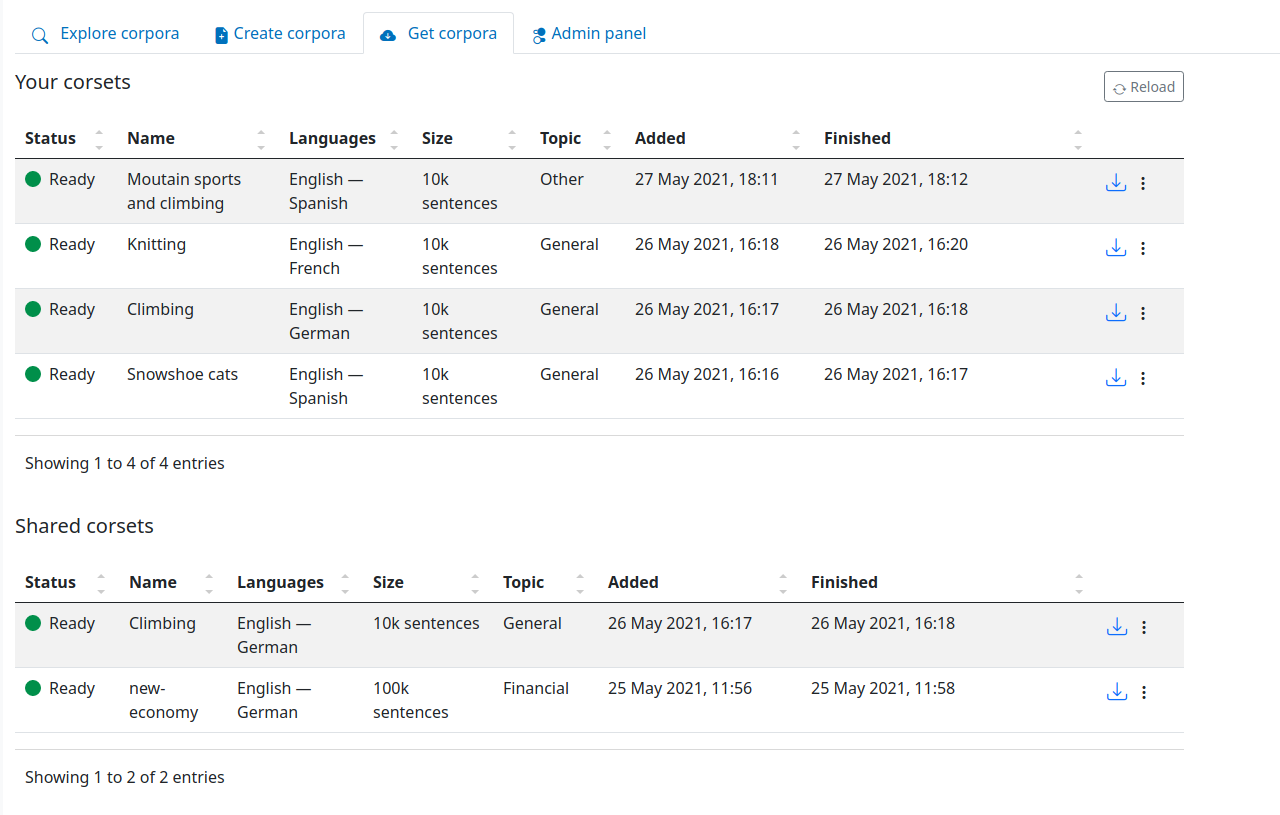 Explore corpora Create corpora Get corpora Admin panel
Your corsets Reload
Status Name Languages Size Topic Added Finished
Ready Moutain sports and climbing English — Spanish 10k sentences Other 27 May 2021, 18:11 27 May 2021, 18:12
Ready Knitting English — French 10k sentences General 26 May 2021, 16:18 26 May 2021, 16:20
Ready Climbing English — German 10k sentences General 26 May 2021, 16:17 26 May 2021, 16:18
Ready Snowshoe cats English — Spanish 10k sentences General 26 May 2021, 16:16 26 May 2021, 16:17
Showing 1 to 4 of 4 entries
Shared corsets
Status Name Languages Size Topic Added Finished
Ready Climbing English — German 10k sentences General 26 May 2021, 16:17 26 May 2021, 16:18
Ready new-economy English — German 100k sentences Financial 25 May 2021, 11:56 25 May 2021, 11:58
Showing 1 to 2 of 2 entries